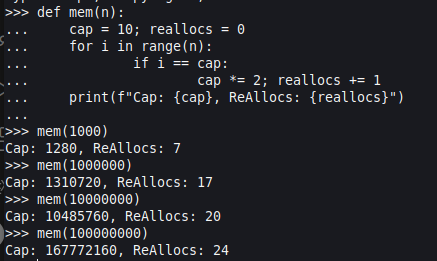 >>> def mem(n):
...     cap = 10; reallocs = 0
...     for i in range(n):
...             if i == cap:
...                     cap *= 2; reallocs += 1
...     print(f"Cap: {cap}, ReAllocs: {reallocs}")
...
>>> mem(1000)
Cap: 1280, ReAllocs: 7
>>> mem(1000000)
Cap: 1310720, ReAllocs: 17
>>> mem(10000000)
Cap: 10485760, ReAllocs: 20
>>> mem(100000000)
Cap: 167772160, ReAllocs: 24